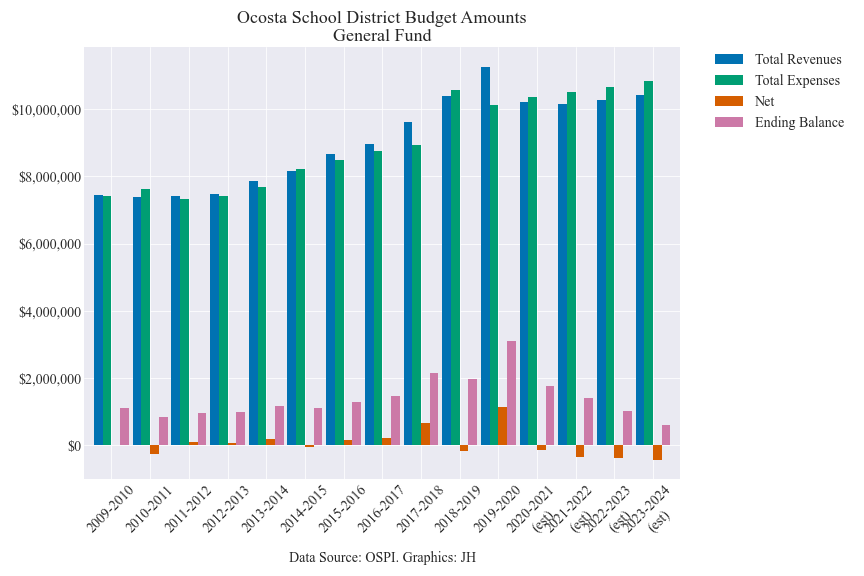 Ocosta School District Budget Amounts
General Fund
Total Revenues
Total Expenses
Net
Ending Balance
$10,000,000
$8,000,000
$6,000,000
$4,000,000
$2,000,000
$0
2009-2010
2010-2011
2011-2012
2012-2013
2013-2014
2014-2015
2015-2016
2016-2017
2017-2018
2018-2019
2019-2020
2020-2021
(est)
2021-2022
(est)
2022-2023
(est)
2023-2024
(est)
Data Source: OSPI. Graphics: JH